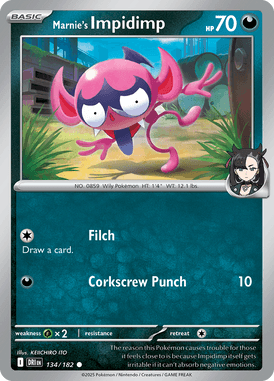 BASIC
Marnie's Impidimp HP 70
NO. 0859 Wily Pokémon HT: 1'4" WT: 12.1 lbs.
Filch
Draw a card.
Corkscrew Punch 10
weakness ×2 resistance retreat
Illus. KEIICHIRO ITO
DRI EN 134/182
©2025 Pokémon / Nintendo / Creatures / GAME FREAK
The reason this Pokémon causes trouble for those
it feels close to is because Impidimp itself gets
irritable if it can't absorb negative emotions.